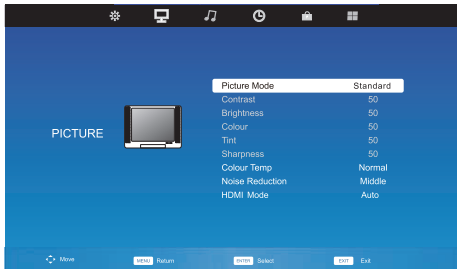 Picture Mode Standard
Contrast 50
Brightness 50
Colour 50
PICTURE
Tint 50
Sharpness 50
Colour Temp Normal
Noise Reduction Middle
HDMI Mode Auto
Move MENU Return ENTER Select EXIT Exit